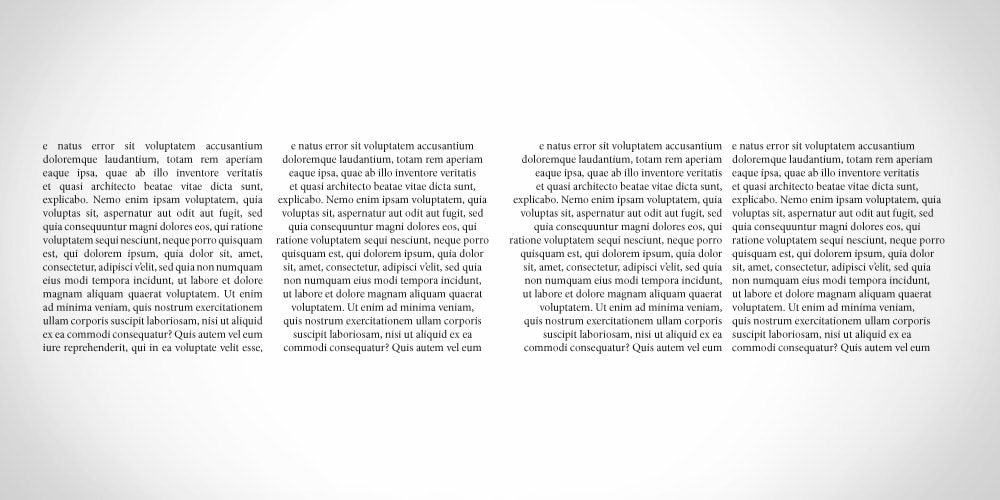 e natus error sit voluptatem accusantium
doloremque laudantium, totam rem aperiam
eaque ipsa, quae ab illo inventore veritatis
et quasi architecto beatae vitae dicta sunt,
explicabo. Nemo enim ipsam voluptatem, quia
voluptas sit, aspernatur aut odit aut fugit, sed
quia consequuntur magni dolores eos, qui ratione
voluptatem sequi nesciunt, neque porro quisquam
est, qui dolorem ipsum, quia dolor sit, amet,
consectetur, adipisci v'elit, sed quia non numquam
eius modi tempora incidunt, ut labore et dolore
magnam aliquam quaerat voluptatem. Ut enim
ad minima veniam, quis nostrum exercitationem
ullam corporis suscipit laboriosam, nisi ut aliquid
ex ea commodi consequatur? Quis autem vel eum
iure reprehenderit, qui in ea voluptate velit esse,
e natus error sit voluptatem accusantium
doloremque laudantium, totam rem aperiam
eaque ipsa, quae ab illo inventore veritatis
et quasi architecto beatae vitae dicta sunt,
explicabo. Nemo enim ipsam voluptatem, quia
voluptas sit, aspernatur aut odit aut fugit, sed
quia consequuntur magni dolores eos, qui
ratione voluptatem sequi nesciunt, neque porro
quisquam est, qui dolorem ipsum, quia dolor
sit, amet, consectetur, adipisci v'elit, sed quia
non numquam eius modi tempora incidunt,
ut labore et dolore magnam aliquam quaerat
voluptatem. Ut enim ad minima veniam,
quis nostrum exercitationem ullam corporis
suscipit laboriosam, nisi ut aliquid ex ea
commodi consequatur? Quis autem vel eum
e natus error sit voluptatem accusantium
doloremque laudantium, totam rem aperiam
eaque ipsa, quae ab illo inventore veritatis
et quasi architecto beatae vitae dicta sunt,
explicabo. Nemo enim ipsam voluptatem, quia
voluptas sit, aspernatur aut odit aut fugit, sed
quia consequuntur magni dolores eos, qui
ratione voluptatem sequi nesciunt, neque porro
quisquam est, qui dolorem ipsum, quia dolor
sit, amet, consectetur, adipisci v'elit, sed quia
non numquam eius modi tempora incidunt,
ut labore et dolore magnam aliquam quaerat
voluptatem. Ut enim ad minima veniam,
quis nostrum exercitationem ullam corporis
suscipit laboriosam, nisi ut aliquid ex ea
commodi consequatur? Quis autem vel eum
e natus error sit voluptatem accusantium
doloremque laudantium, totam rem aperiam
eaque ipsa, quae ab illo inventore veritatis
et quasi architecto beatae vitae dicta sunt,
explicabo. Nemo enim ipsam voluptatem, quia
voluptas sit, aspernatur aut odit aut fugit, sed
quia consequuntur magni dolores eos, qui
ratione voluptatem sequi nesciunt, neque porro
quisquam est, qui dolorem ipsum, quia dolor
sit, amet, consectetur, adipisci v'elit, sed quia
non numquam eius modi tempora incidunt,
ut labore et dolore magnam aliquam quaerat
voluptatem. Ut enim ad minima veniam,
quis nostrum exercitationem ullam corporis
suscipit laboriosam, nisi ut aliquid ex ea
commodi consequatur? Quis autem vel eum